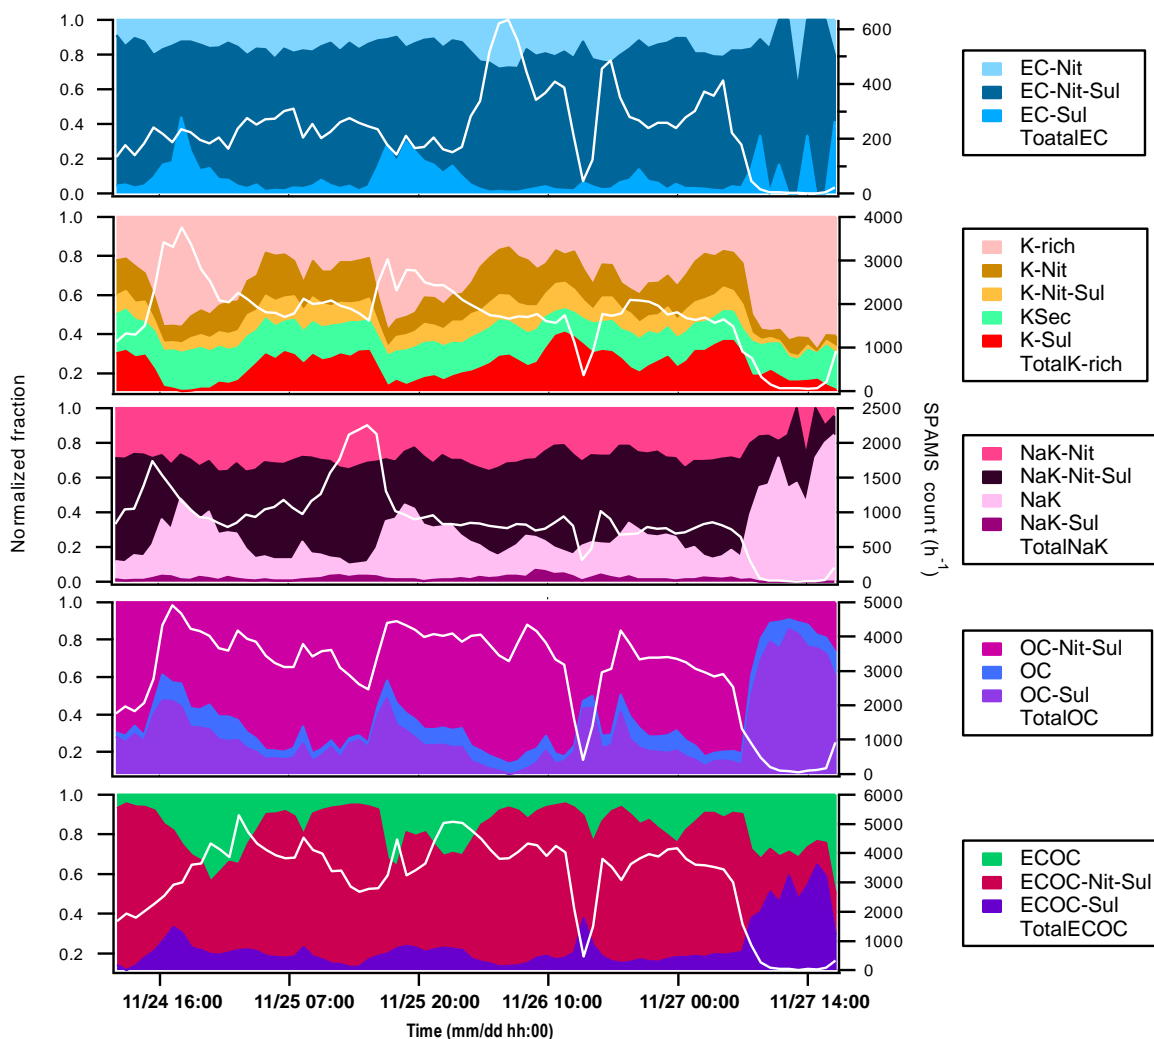 1.0
0.8
0.6
0.4
0.2
0.0
600
400
200
0
EC-Nit
EC-Nit-Sul
EC-Sul
ToatalEC
1.0
0.8
0.6
0.4
0.2
4000
3000
2000
1000
0
K-rich
K-Nit
K-Nit-Sul
KSec
K-Sul
TotalK-rich
Normalized fraction
1.0
0.8
0.6
0.4
0.2
0.0
2500
2000
1500
1000
500
0
SPAMS count (h⁻¹)
NaK-Nit
NaK-Nit-Sul
NaK
NaK-Sul
TotalNaK
1.0
0.8
0.6
0.4
0.2
5000
4000
3000
2000
1000
0
OC-Nit-Sul
OC
OC-Sul
TotalOC
1.0
0.8
0.6
0.4
0.2
6000
5000
4000
3000
2000
1000
0
ECOC
ECOC-Nit-Sul
ECOC-Sul
TotalECOC
11/24 16:00 11/25 07:00 11/25 20:00 11/26 10:00 11/27 00:00 11/27 14:00
Time (mm/dd hh:00)